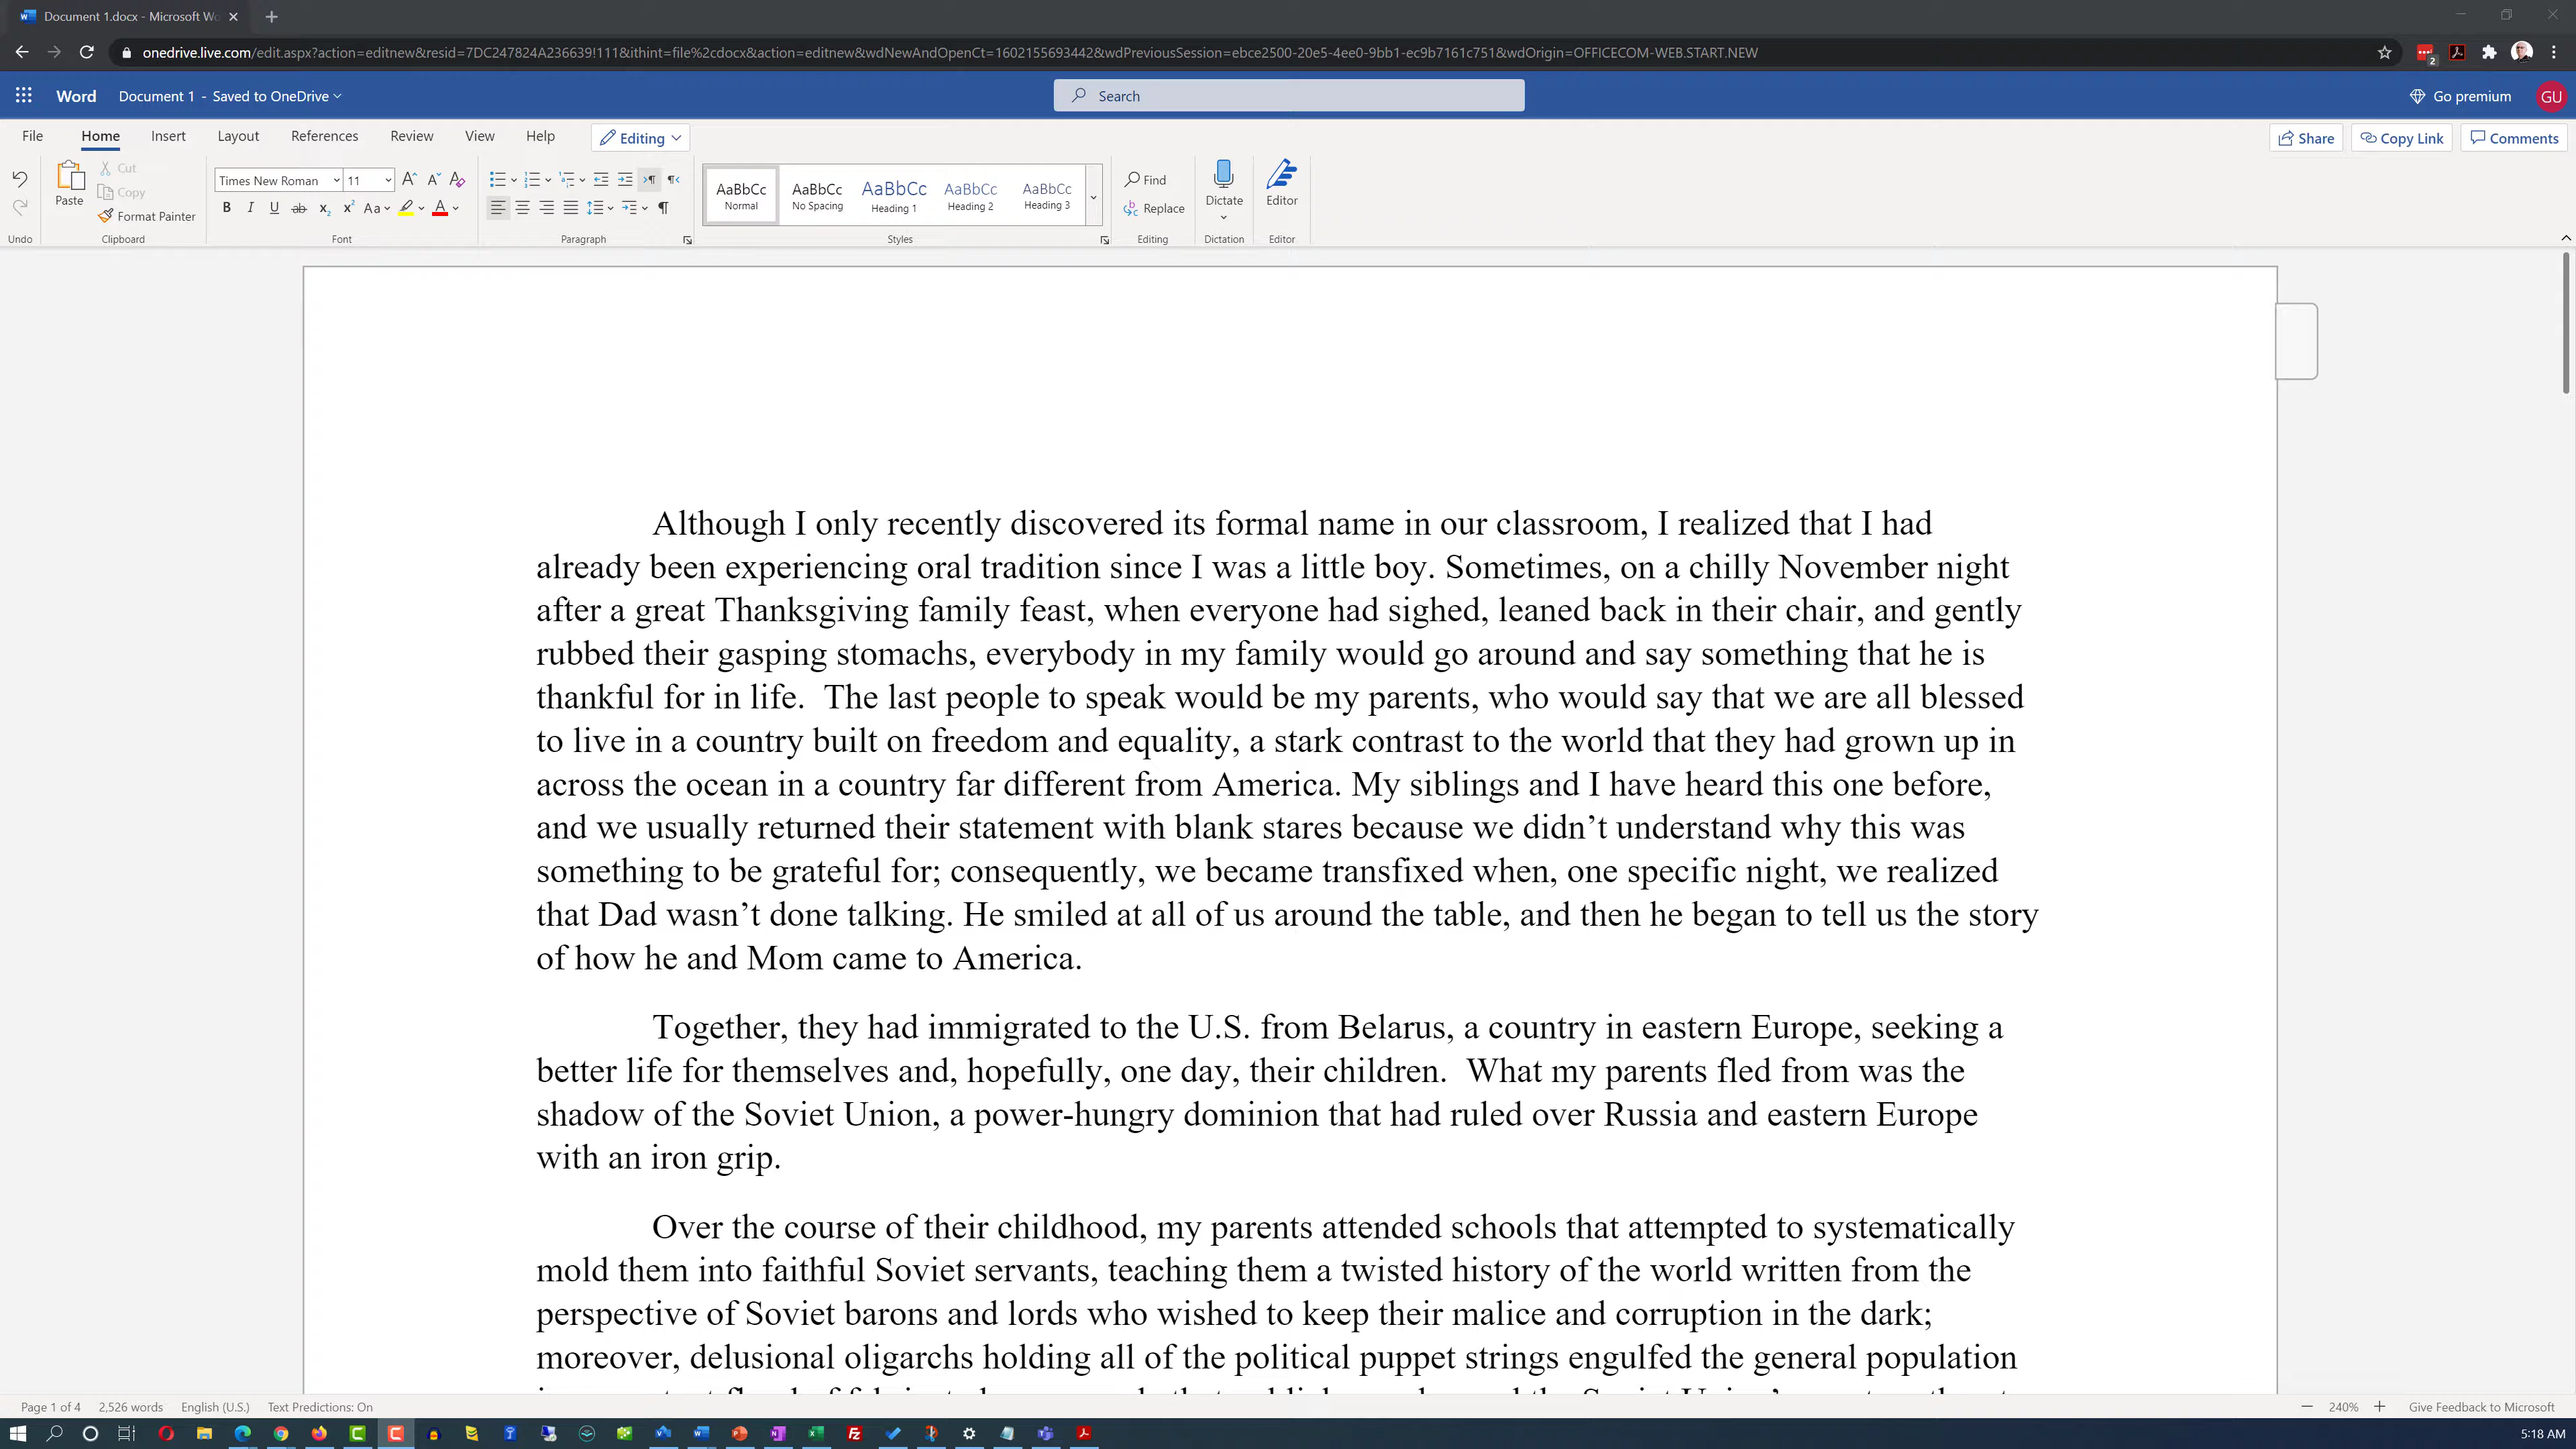 Document 1.docx - Microsoft Wo
onedrive.live.com/edit.aspx?action=editnew&resid=7DC247824A236639!111&ithint=file%2cdocx&action=editnew&wdNewAndOpenCt=1602155693442&wdPreviousSession=ebce2500-20e5-4ee0-9bb1-ec9b7161c751&wdOrigin=OFFICECOM-WEB.START.NEW
2
Word Document 1 - Saved to OneDrive Search Go premium GU
File Home Insert Layout References Review View Help Editing Share Copy Link Comments
Paste Cut Copy Format Painter
Times New Roman 11
AaBbCc AaBbCc AaBbCc AaBbCc AaBbCc
Normal No Spacing Heading 1 Heading 2 Heading 3
Find Replace Dictate Editor
Undo Clipboard Font Paragraph Styles Editing Dictation Editor
Although I only recently discovered its formal name in our classroom, I realized that I had
already been experiencing oral tradition since I was a little boy. Sometimes, on a chilly November night
after a great Thanksgiving family feast, when everyone had sighed, leaned back in their chair, and gently
rubbed their gasping stomachs, everybody in my family would go around and say something that he is
thankful for in life.  The last people to speak would be my parents, who would say that we are all blessed
to live in a country built on freedom and equality, a stark contrast to the world that they had grown up in
across the ocean in a country far different from America. My siblings and I have heard this one before,
and we usually returned their statement with blank stares because we didn’t understand why this was
something to be grateful for; consequently, we became transfixed when, one specific night, we realized
that Dad wasn’t done talking. He smiled at all of us around the table, and then he began to tell us the story
of how he and Mom came to America.
Together, they had immigrated to the U.S. from Belarus, a country in eastern Europe, seeking a
better life for themselves and, hopefully, one day, their children.  What my parents fled from was the
shadow of the Soviet Union, a power-hungry dominion that had ruled over Russia and eastern Europe
with an iron grip.
Over the course of their childhood, my parents attended schools that attempted to systematically
mold them into faithful Soviet servants, teaching them a twisted history of the world written from the
perspective of Soviet barons and lords who wished to keep their malice and corruption in the dark;
moreover, delusional oligarchs holding all of the political puppet strings engulfed the general population
Page 1 of 4 2,526 words English (U.S.) Text Predictions: On 240% Give Feedback to Microsoft
5:18 AM